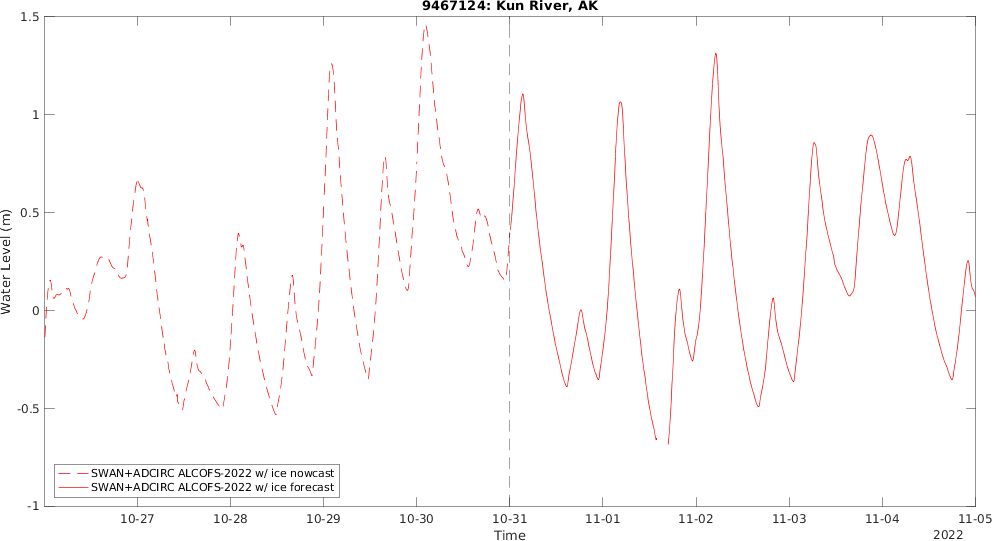 9467124: Kun River, AK
Water Level (m)
1.5
1
0.5
0
-0.5
-1
SWAN+ADCIRC ALCOFS-2022 w/ ice nowcast
SWAN+ADCIRC ALCOFS-2022 w/ ice forecast
10-27 10-28 10-29 10-30 10-31 11-01 11-02 11-03 11-04 11-05
Time
2022